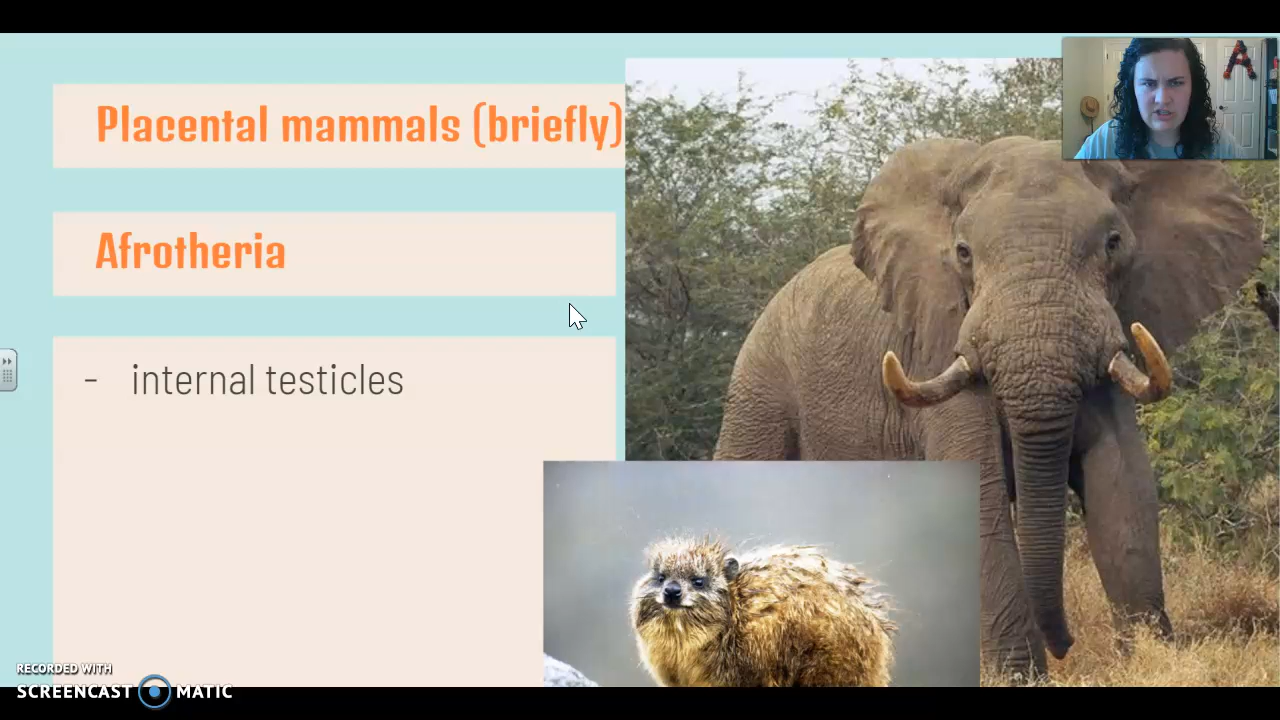 Placental mammals (briefly)
Afrotheria
- internal testicles
A
RECORDED WITH
SCREENCAST MATIC